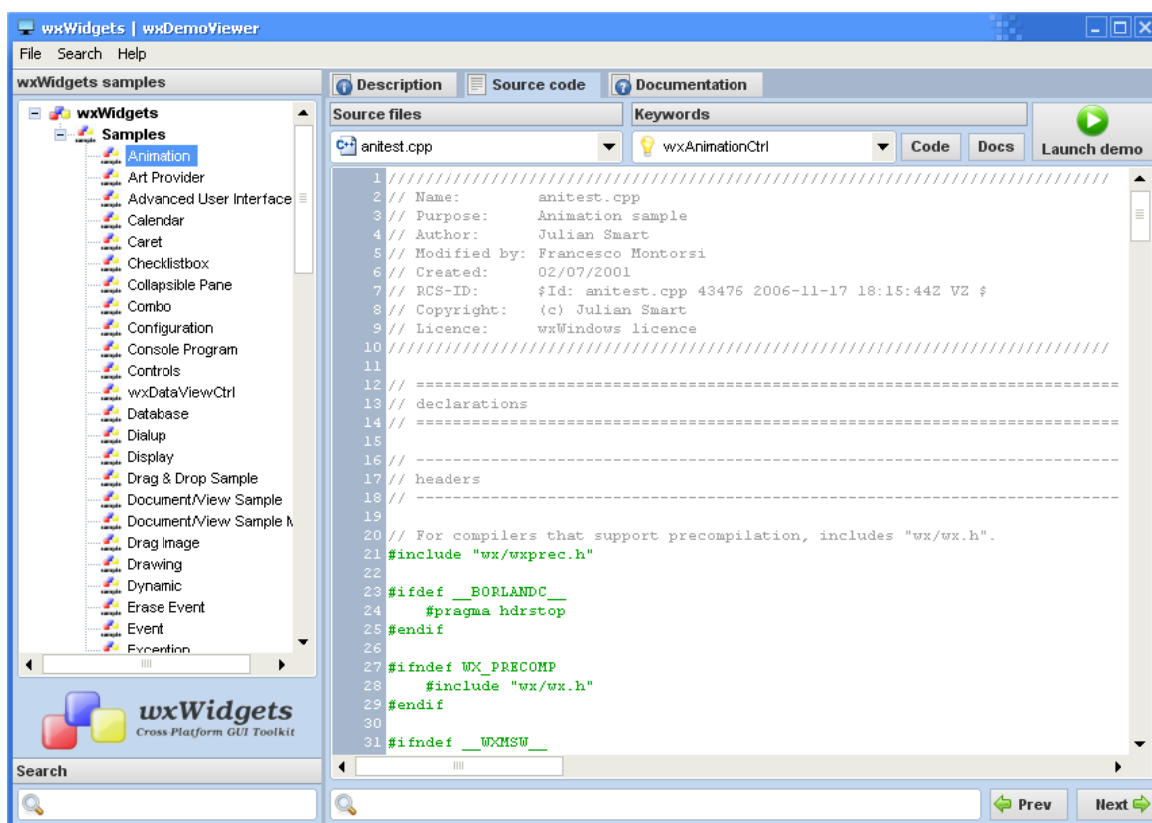 wxWidgets | wxDemoViewer
File Search Help
wxWidgets samples
wxWidgets
Samples
Animation
Art Provider
Advanced User Interface
Calendar
Caret
Checklistbox
Collapsible Pane
Combo
Configuration
Console Program
Controls
wxDataViewCtrl
Database
Dialup
Display
Drag & Drop Sample
Document/View Sample
Document/View Sample M
Drag Image
Drawing
Dynamic
Erase Event
Event
Exception
wxWidgets
Cross-Platform GUI Toolkit
Search
Description Source code Documentation
Source files Keywords
anitest.cpp wxAnimationCtrl Code Docs Launch demo
1 /////////////////////////////////////////////////////////////////////////////
2 // Name: anitest.cpp
3 // Purpose: Animation sample
4 // Author: Julian Smart
5 // Modified by: Francesco Montorsi
6 // Created: 02/07/2001
7 // RCS-ID: $Id: anitest.cpp 43476 2006-11-17 18:15:44Z VZ $
8 // Copyright: (c) Julian Smart
9 // Licence: wxWindows licence
10 /////////////////////////////////////////////////////////////////////////////
11
12 // ===========================================================================
13 // declarations
14 // ===========================================================================
15
16 // ---------------------------------------------------------------------------
17 // headers
18 // ---------------------------------------------------------------------------
19
20 // For compilers that support precompilation, includes "wx/wx.h".
21 #include "wx/wxprec.h"
22
23 #ifdef __BORLANDC__
24 #pragma hdrstop
25 #endif
26
27 #ifndef WX_PRECOMP
28 #include "wx/wx.h"
29 #endif
30
31 #ifndef __WXMSW__
Prev Next